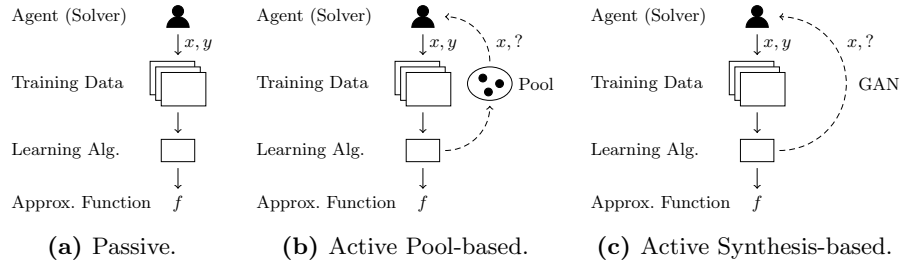 Agent (Solver)
x, y
Training Data
Learning Alg.
Approx. Function f
(a) Passive.
Agent (Solver)
x, y
x, ?
Training Data
Pool
Learning Alg.
Approx. Function f
(b) Active Pool-based.
Agent (Solver)
x, y
x, ?
Training Data
GAN
Learning Alg.
Approx. Function f
(c) Active Synthesis-based.